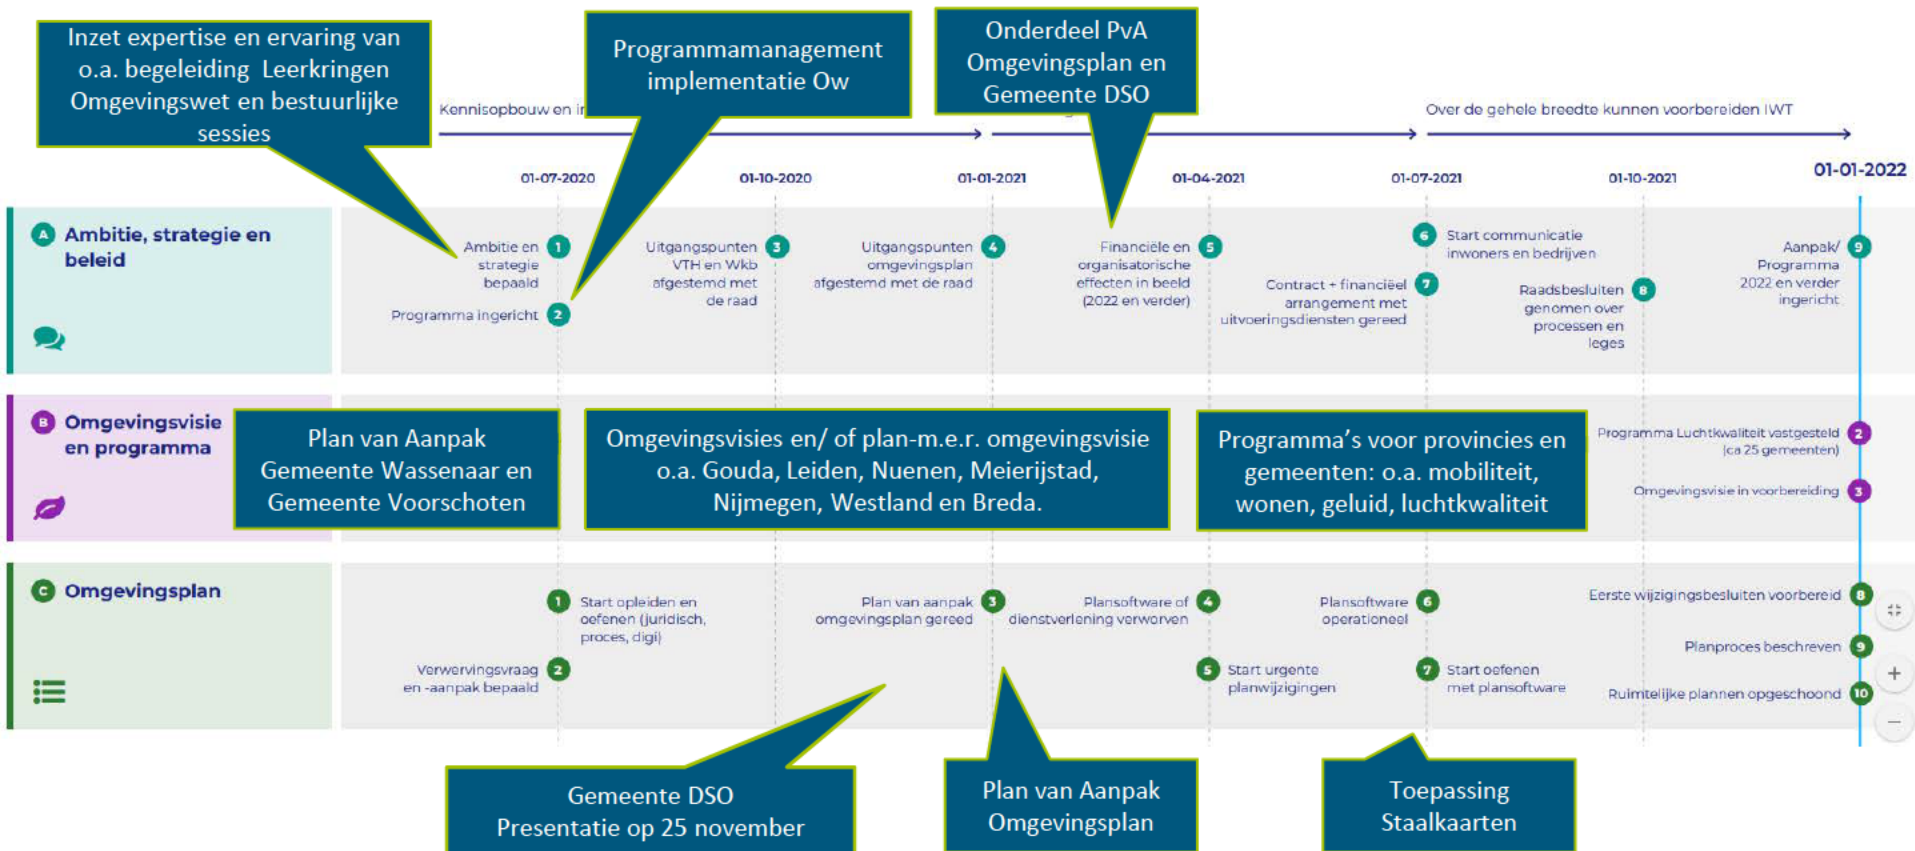 Inzet expertise en ervaring van
o.a. begeleiding Leerkringen
Omgevingswet en bestuurlijke
sessies
Programmamanagement
implementatie Ow
Onderdeel PvA
Omgevingsplan en
Gemeente DSO
Kennisopbouw en
Over de gehele breedte kunnen voorbereiden IWT
01-07-2020
01-10-2020
01-01-2021
01-04-2021
01-07-2021
01-10-2021
01-01-2022
A Ambitie, strategie en
beleid
Ambitie en 1
strategie
bepaald
Programma ingericht 2
Uitgangspunten 3
VTH en Wkb
afgestemd met
de raad
Uitgangspunten 4
omgevingsplan
afgestemd met de raad
Financiële en 5
organisatorische
effecten in beeld
(2022 en verder)
6 Start communicatie
inwoners en bedrijven
Contract + financiëel 7
arrangement met
uitvoeringsdiensten gereed
Raadsbesluiten 8
genomen over
processen en
leges
Aanpak/ 9
Programma
2022 en verder
ingericht
B Omgevingsvisie
en programma
Plan van Aanpak
Gemeente Wassenaar en
Gemeente Voorschoten
Omgevingsvisies en/ of plan-m.e.r. omgevingsvisie
o.a. Gouda, Leiden, Nuenen, Meierijstad,
Nijmegen, Westland en Breda.
Programma's voor provincies en
gemeenten: o.a. mobiliteit,
wonen, geluid, luchtkwaliteit
Programma Luchtkwaliteit vastgesteld 2
(ca 25 gemeenten)
Omgevingsvisie in voorbereiding 3
C Omgevingsplan
1 Start opleiden en
oefenen (juridisch,
proces, digi)
Verwervingsvraag 2
en -aanpak bepaald
Plan van aanpak 3
omgevingsplan gereed
Plansoftware of 4
dienstverlening verworven
5 Start urgente
planwijzigingen
Plansoftware 6
operationeel
7 Start oefenen
met plansoftware
Eerste wijzigingsbesluiten voorbereid 8
Planproces beschreven 9
Ruimtelijke plannen opgeschoond 10
Gemeente DSO
Presentatie op 25 november
Plan van Aanpak
Omgevingsplan
Toepassing
Staalkaarten